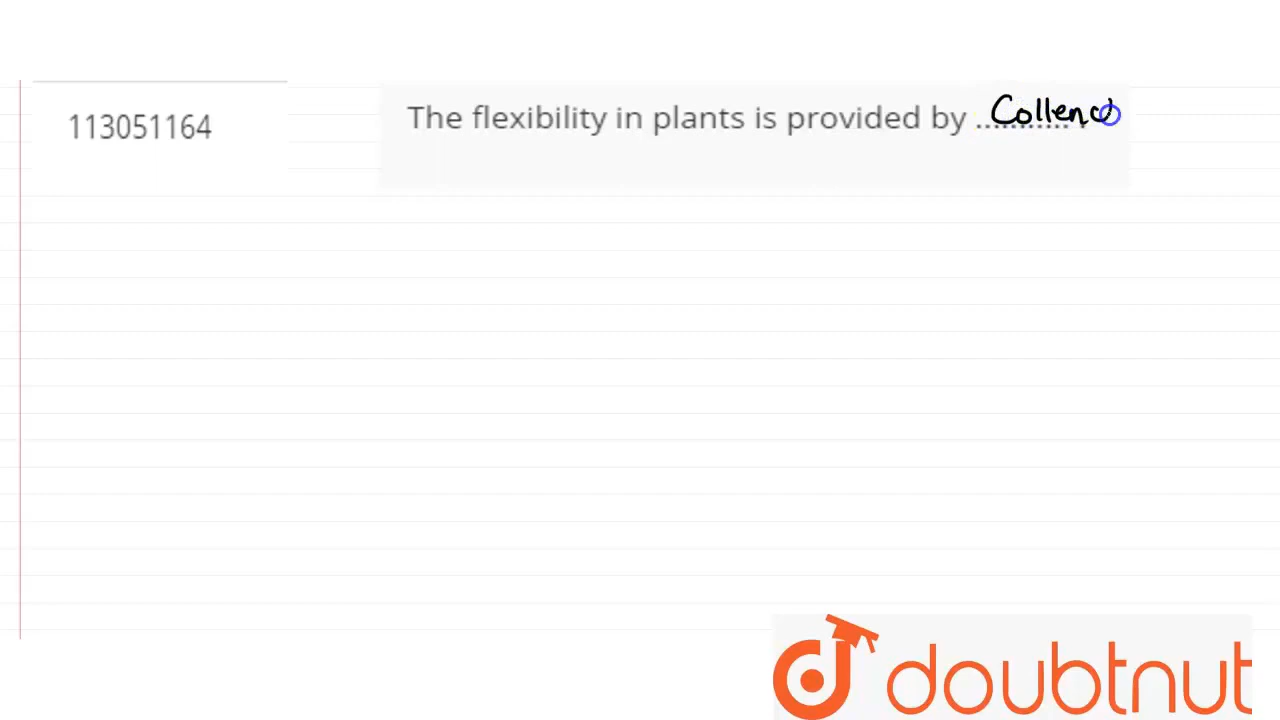 113051164
The flexibility in plants is provided by ........... . Collenc
doubtnut